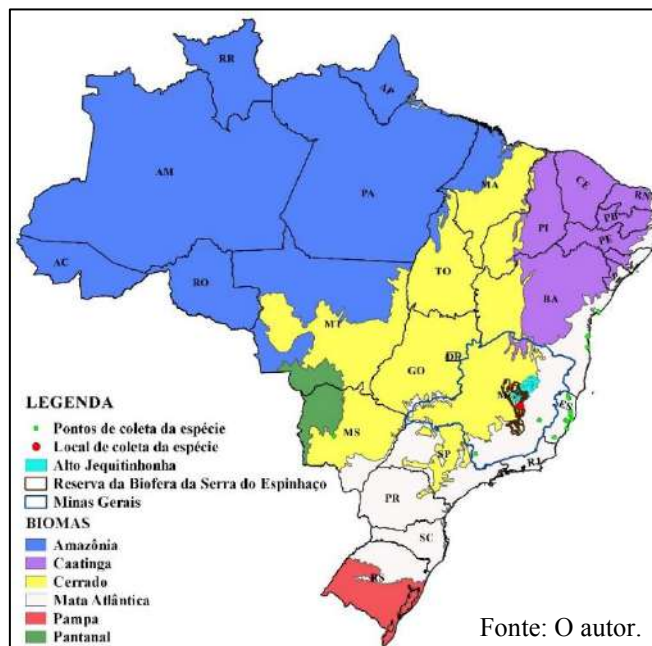 RR
AP
AM
PA
MA
CE
RN
PI
PB
PE
AC
RO
TO
BA
MT
GO
DF
ES
MS
SP
RJ
PR
SC
RS
LEGENDA
Pontos de coleta da espécie
Local de coleta da espécie
Alto Jequitinhonha
Reserva da Biofera da Serra do Espinhaço
Minas Gerais
BIOMAS
Amazônia
Caatinga
Cerrado
Mata Atlântica
Pampa
Pantanal
Fonte: O autor.